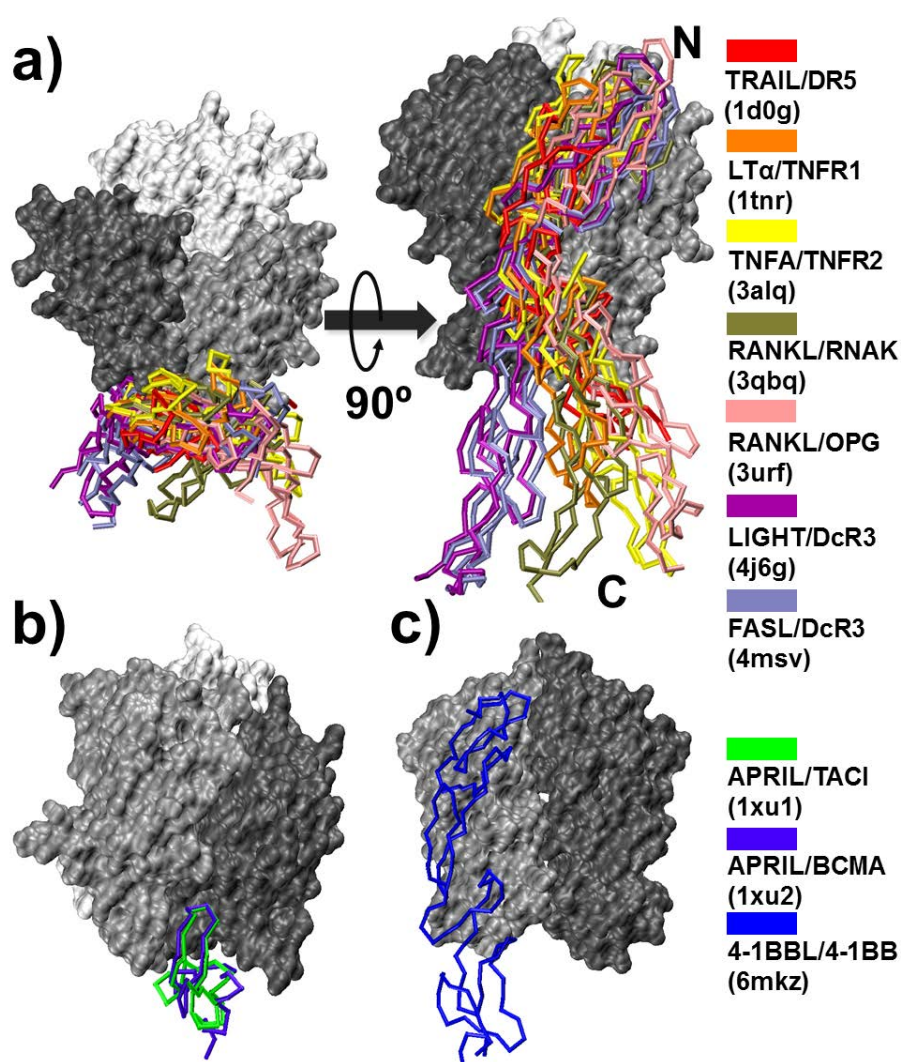 a)
N
90º
C
b)
c)
TRAIL/DR5
(1d0g)
LTα/TNFR1
(1tnr)
TNFA/TNFR2
(3alq)
RANKL/RNAK
(3qbq)
RANKL/OPG
(3urf)
LIGHT/DcR3
(4j6g)
FASL/DcR3
(4msv)
APRIL/TACI
(1xu1)
APRIL/BCMA
(1xu2)
4-1BBL/4-1BB
(6mkz)